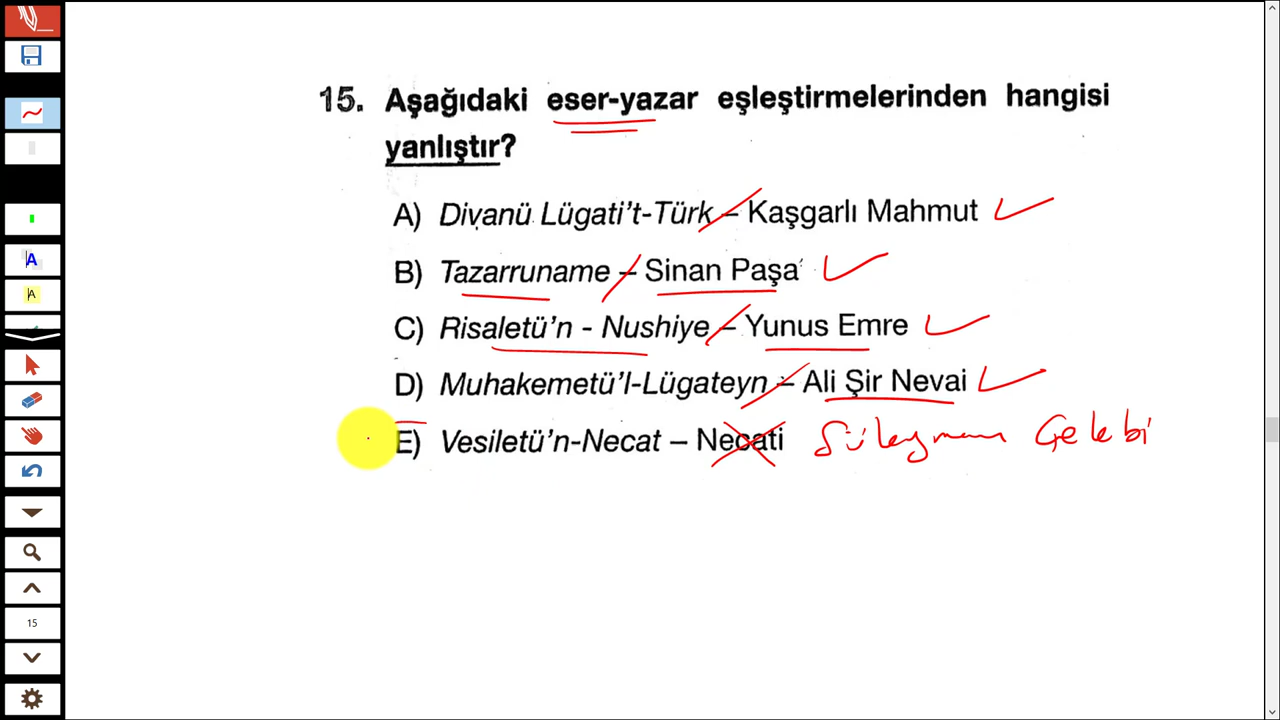 15. Aşağıdaki eser-yazar eşleştirmelerinden hangisi
yanlıştır?
A) Divanü Lügati't-Türk – Kaşgarlı Mahmut
B) Tazarruname – Sinan Paşa
C) Risaletü'n - Nushiye – Yunus Emre
D) Muhakemetü'l-Lügateyn – Ali Şir Nevai
E) Vesiletü'n-Necat – Necati Süleyman Çelebi
A
A
15